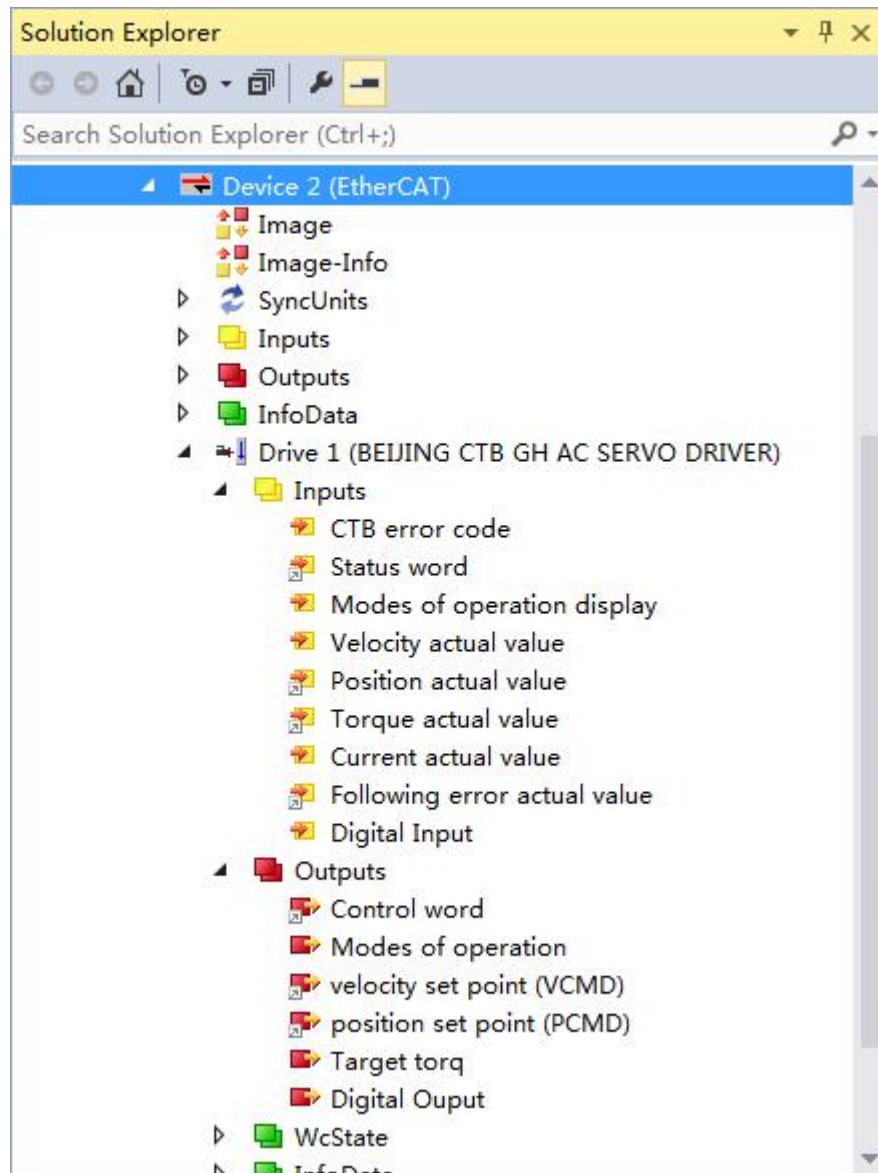 Solution Explorer
Search Solution Explorer (Ctrl+;)
Device 2 (EtherCAT)
Image
Image-Info
SyncUnits
Inputs
Outputs
InfoData
Drive 1 (BEIJING CTB GH AC SERVO DRIVER)
Inputs
CTB error code
Status word
Modes of operation display
Velocity actual value
Position actual value
Torque actual value
Current actual value
Following error actual value
Digital Input
Outputs
Control word
Modes of operation
velocity set point (VCMD)
position set point (PCMD)
Target torq
Digital Ouput
WcState
InfoData